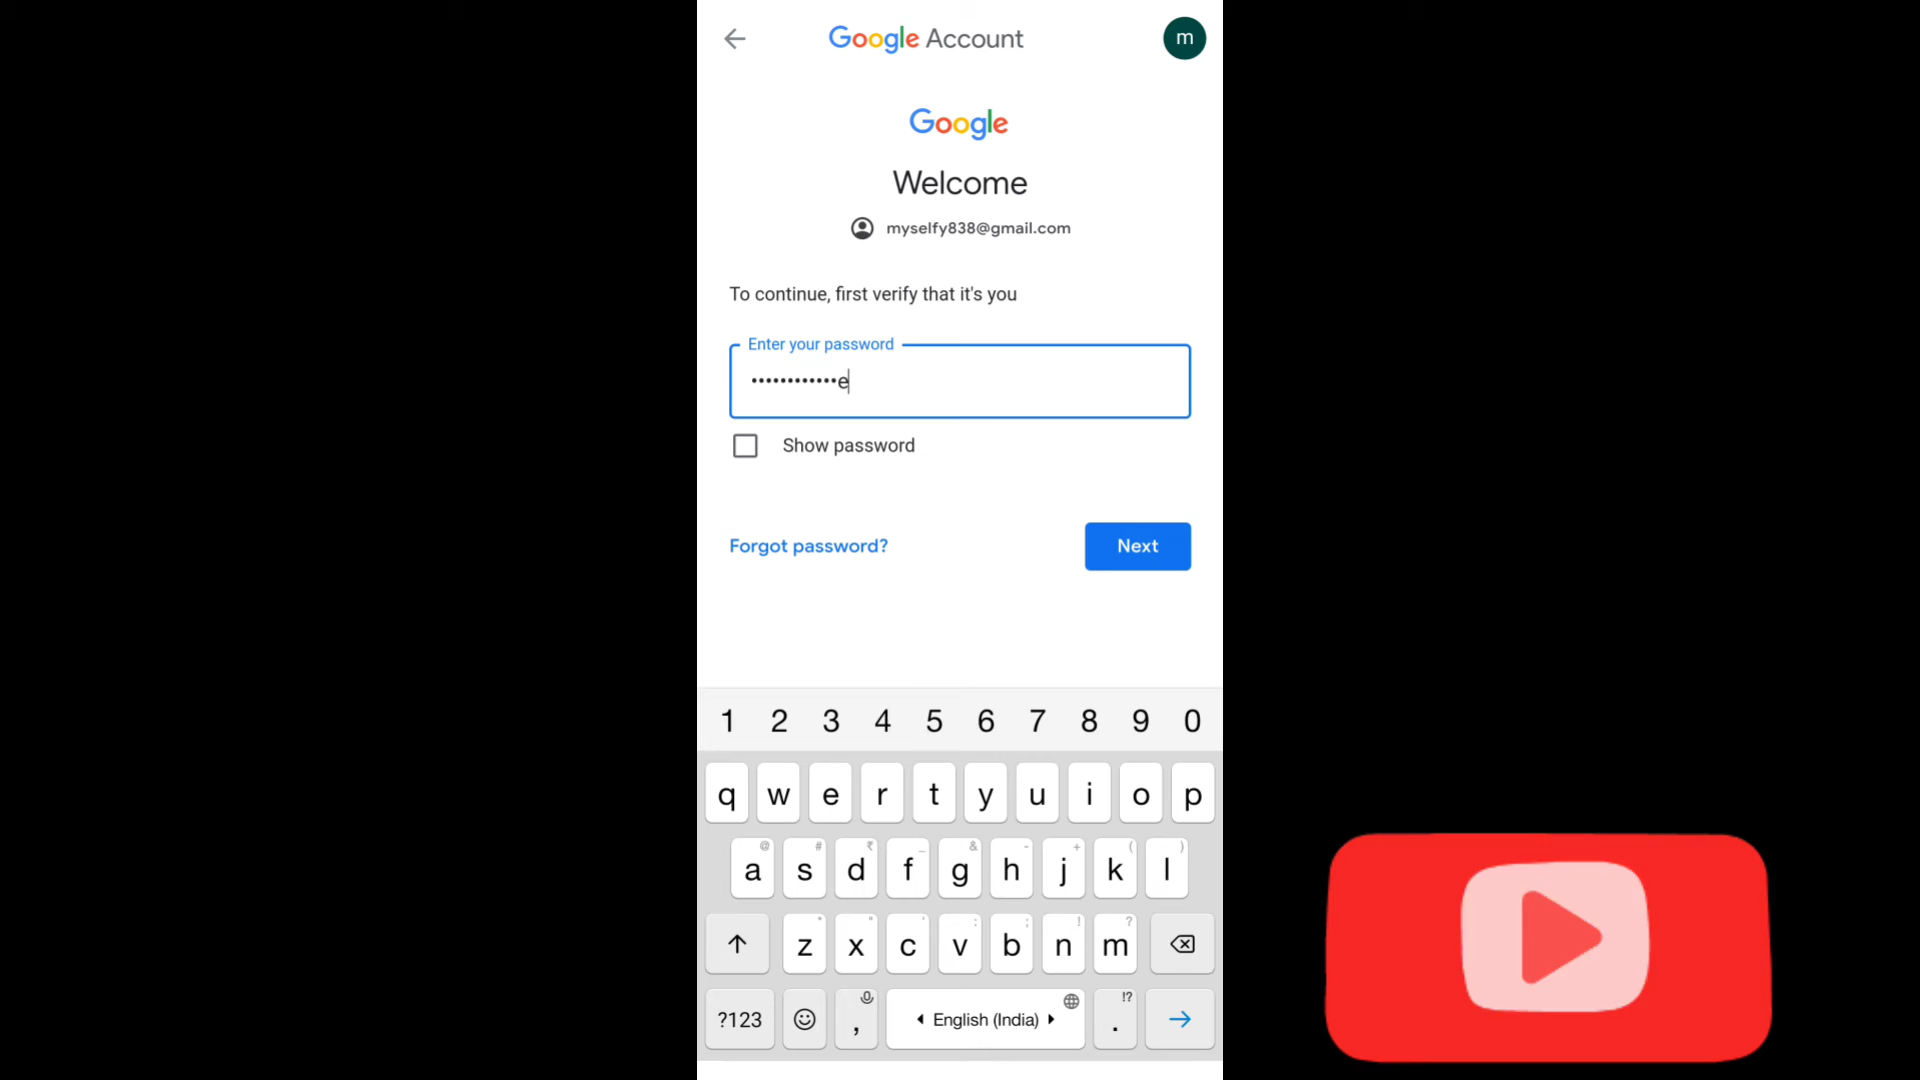 Google Account
m
Google
Welcome
myselfy838@gmail.com
To continue, first verify that it's you
Enter your password
••••••••••••e
Show password
Forgot password?
Next
1 2 3 4 5 6 7 8 9 0
q w e r t y u i o p
@ # ₹ _ & - + ( )
a s d f g h j k l
* " ' : ; ! ?
z x c v b n m
!?
?123 , English (India) .